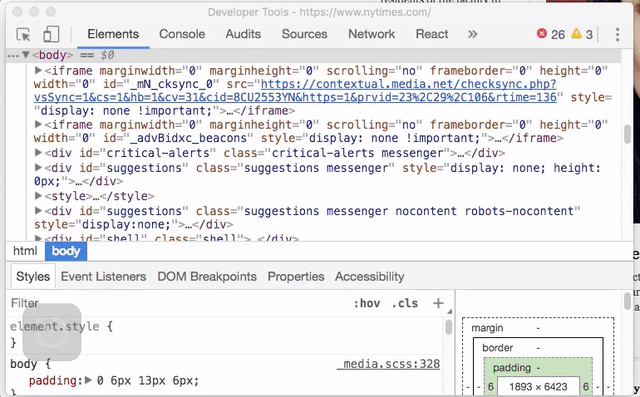 residents of the facility in
Developer Tools - https://www.nytimes.com/
Elements Console Audits Sources Network React » 26 3
… ▼<body> == $0
▶<iframe marginwidth="0" marginheight="0" scrolling="no" frameborder="0" height="0"
width="0" id="_mN_cksync_0" src="https://contextual.media.net/checksync.php?
vsSync=1&cs=1&hb=1&cv=31&cid=8CU2553YN&https=1&prvid=23%2C29%2C106&rtime=136" style=
"display: none !important;">…</iframe>
▶<iframe marginwidth="0" marginheight="0" scrolling="no" frameborder="0" height="0"
width="0" id="_advBidxc_beacons" style="display: none !important;">…</iframe>
▶<div id="critical-alerts" class="critical-alerts messenger">…</div>
▶<div id="suggestions" class="suggestions messenger" style="display: none; height:
0px;">…</div>
▶<style>…</style>
▶<div id="suggestions" class="suggestions messenger nocontent robots-nocontent"
style="display:none;">…</div>
▶<div id="shell" class="shell">…</div>
html body
Styles Event Listeners DOM Breakpoints Properties Accessibility
Filter :hov .cls +
element.style {
}
body { _media.scss:328
padding:▶ 0 6px 13px 6px;
}
margin -
border -
padding -
- - 6 1893 × 6423 6 - -